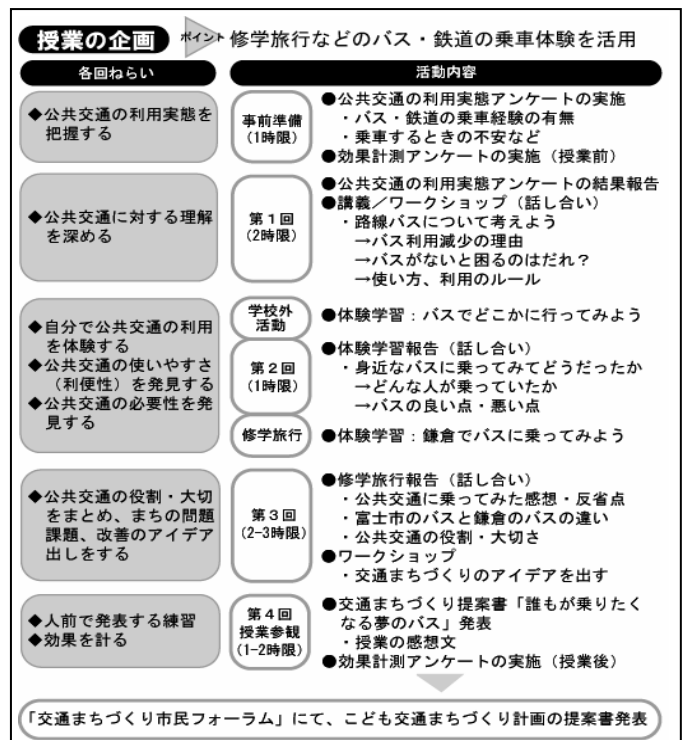 授業の企画 ポイント 修学旅行などのバス・鉄道の乗車体験を活用
各回ねらい
活動内容
◆公共交通の利用実態を
把握する
事前準備
(1時限)
●公共交通の利用実態アンケートの実施
・バス・鉄道の乗車経験の有無
・乗車するときの不安など
●効果計測アンケートの実施（授業前）
◆公共交通に対する理解
を深める
第1回
(2時限)
●公共交通の利用実態アンケートの結果報告
●講義／ワークショップ（話し合い）
・路線バスについて考えよう
→バス利用減少の理由
→バスがないと困るのはだれ？
→使い方、利用のルール
◆自分で公共交通の利用
を体験する
◆公共交通の使いやすさ
（利便性）を発見する
◆公共交通の必要性を発
見する
学校外
活動
●体験学習：バスでどこかに行ってみよう
第2回
(1時限)
●体験学習報告（話し合い）
・身近なバスに乗ってみてどうだったか
→どんな人が乗っていたか
→バスの良い点・悪い点
修学旅行
●体験学習：鎌倉でバスに乗ってみよう
◆公共交通の役割・大切
をまとめ、まちの問題
課題、改善のアイデア
出しをする
第3回
(2-3時限)
●修学旅行報告（話し合い）
・公共交通に乗ってみた感想・反省点
・富士市のバスと鎌倉のバスの違い
・公共交通の役割・大切さ
●ワークショップ
・交通まちづくりのアイデアを出す
◆人前で発表する練習
◆効果を計る
第4回
授業参観
(1-2時限)
●交通まちづくり提案書「誰もが乗りたく
なる夢のバス」発表
・授業の感想文
●効果計測アンケートの実施（授業後）
「交通まちづくり市民フォーラム」にて、こども交通まちづくり計画の提案書発表